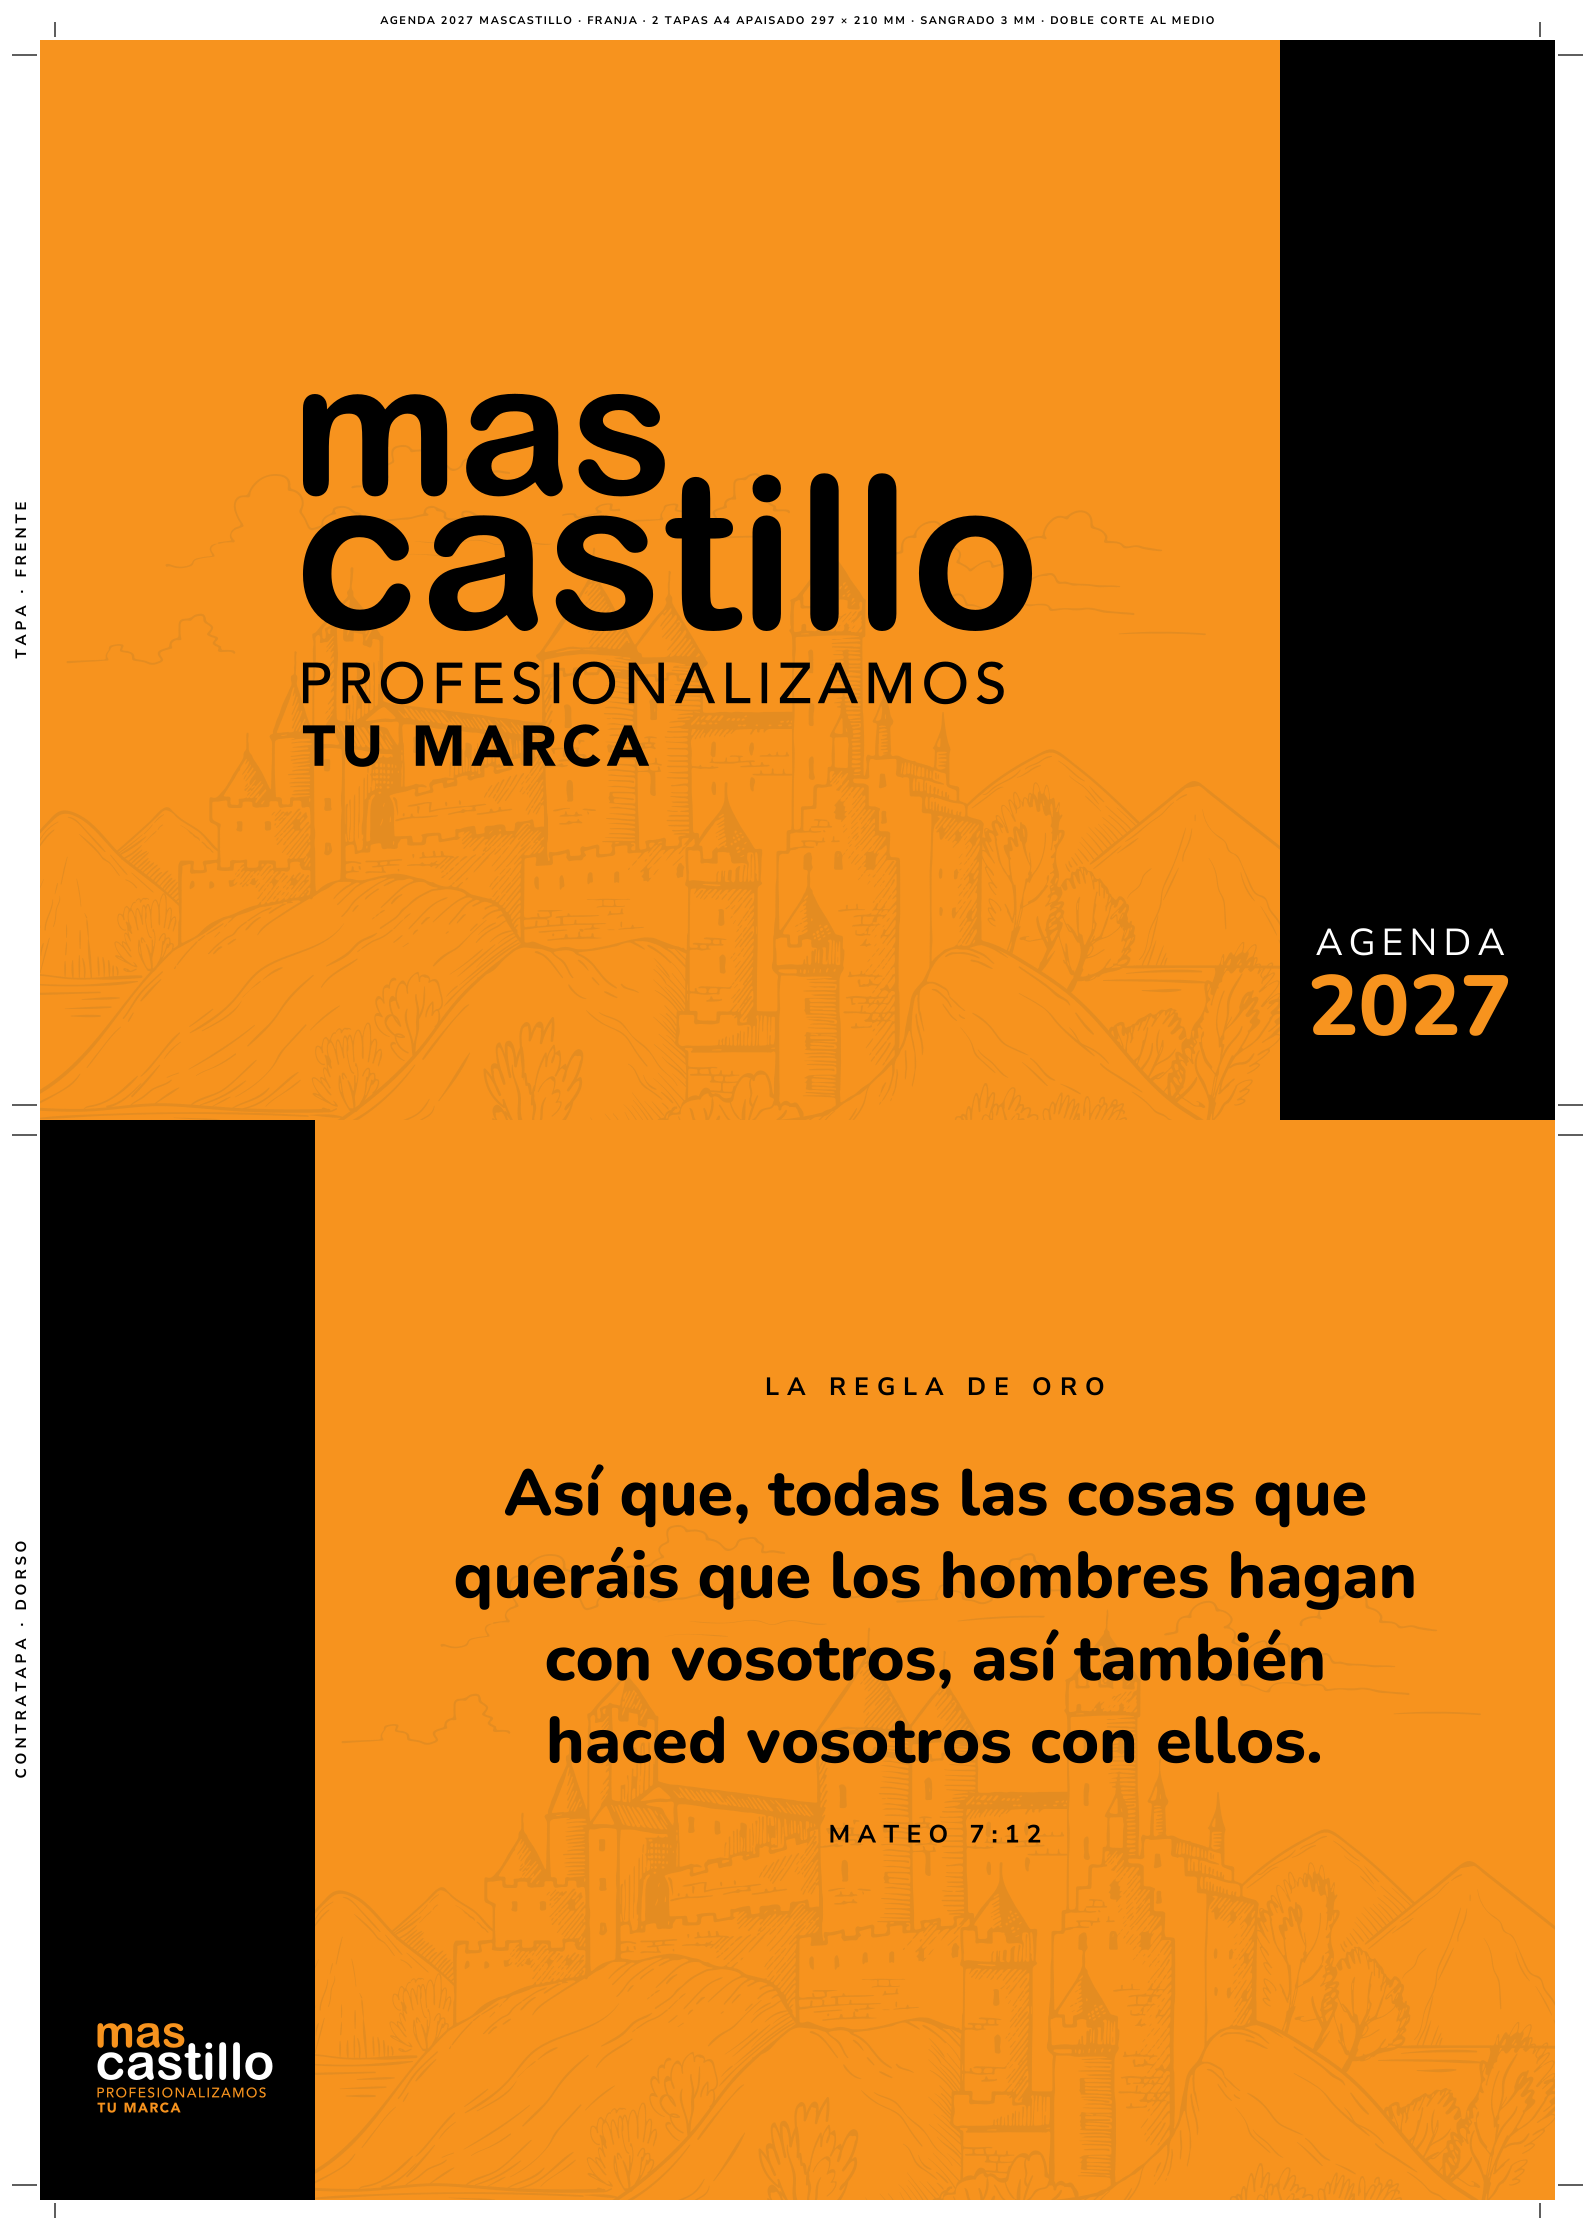 AGENDA 2027 MASCASTILLO · FRANJA · 2 TAPAS A4 APAISADO 297 × 210 MM · SANGRADO 3 MM · DOBLE CORTE AL MEDIO
TAPA · FRENTE
mas
castillo
PROFESIONALIZAMOS
TU MARCA
AGENDA
2027
CONTRATAPA · DORSO
LA REGLA DE ORO
Así que, todas las cosas que
queráis que los hombres hagan
con vosotros, así también
haced vosotros con ellos.
MATEO 7:12
mas
castillo
PROFESIONALIZAMOS
TU MARCA